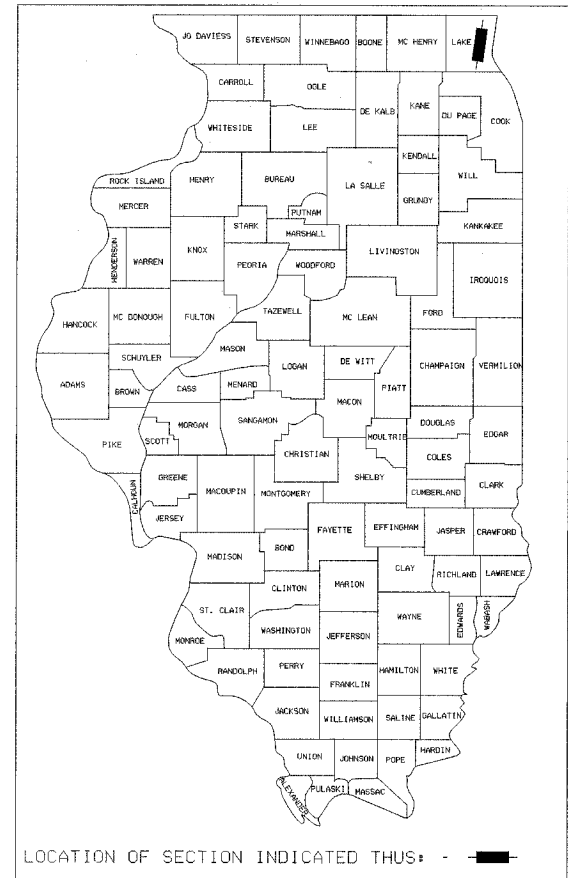 JO DAVIESS STEVENSON WINNEBAGO BOONE MC HENRY LAKE
CARROLL OGLE
DE KALB KANE DU PAGE COOK
WHITESIDE LEE
KENDALL WILL
ROCK ISLAND HENRY BUREAU LA SALLE
GRUNDY
MERCER PUTNAM
STARK MARSHALL KANKAKEE
HENDERSON WARREN KNOX PEORIA WOODFORD LIVINGSTON
IROQUOIS
HANCOCK MC DONOUGH FULTON TAZEWELL MC LEAN FORD
MASON
SCHUYLER LOGAN DE WITT CHAMPAIGN VERMILION
ADAMS BROWN CASS MENARD PIATT
MACON
MORGAN SANGAMON DOUGLAS
PIKE SCOTT MOULTRIE EDGAR
CHRISTIAN COLES
GREENE SHELBY
CALHOUN MACOUPIN MONTGOMERY CUMBERLAND CLARK
JERSEY
FAYETTE EFFINGHAM JASPER CRAWFORD
MADISON BOND
CLAY
RICHLAND LAWRENCE
CLINTON MARION
ST. CLAIR WAYNE EDWARDS WABASH
WASHINGTON JEFFERSON
MONROE
RANDOLPH PERRY HAMILTON WHITE
FRANKLIN
JACKSON WILLIAMSON SALINE GALLATIN
HARDIN
UNION JOHNSON POPE
ALEXANDER PULASKI MASSAC
LOCATION OF SECTION INDICATED THUS: -